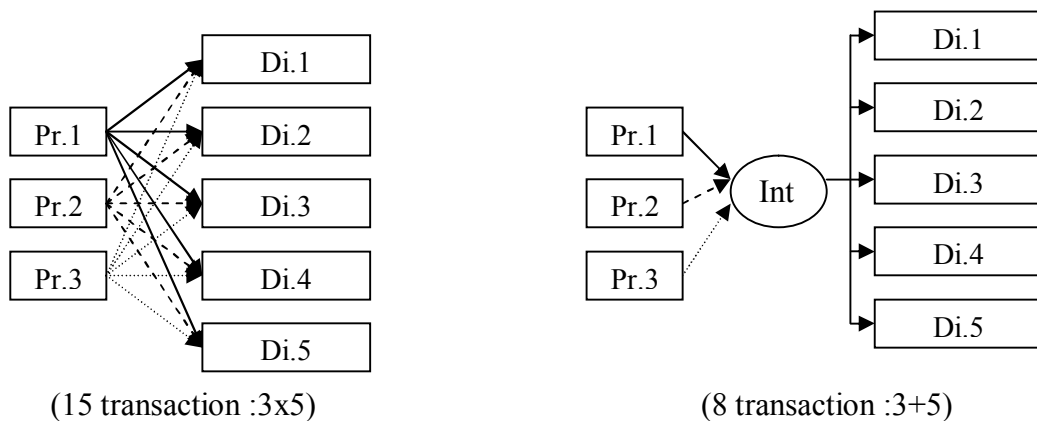 Di.1
Di.2
Di.3
Di.4
Di.5
Pr.1
Pr.2
Pr.3
(15 transaction :3x5)
Di.1
Di.2
Di.3
Di.4
Di.5
Pr.1
Pr.2
Pr.3
Int
(8 transaction :3+5)